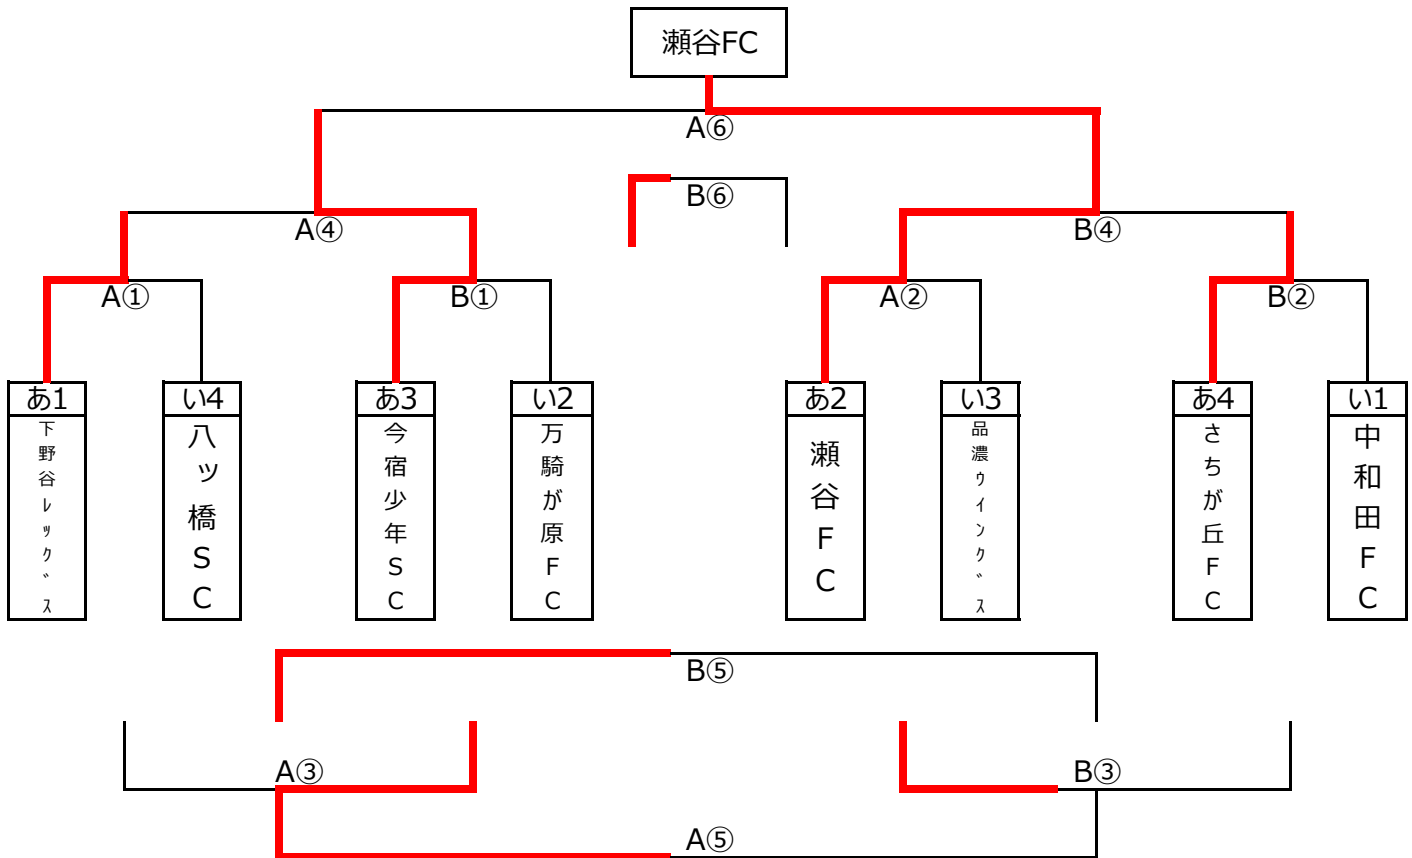 瀬谷FC
A⑥
B⑥
A④
B④
A①
B①
A②
B②
あ1
い4
あ3
い2
あ2
い3
あ4
い1
下野谷ﾚｯｸﾞｽ
八ッ橋SC
今宿少年SC
万騎が原FC
瀬谷FC
品濃ｳｲﾝｸﾞｽ
さちが丘FC
中和田FC
B⑤
A③
B③
A⑤